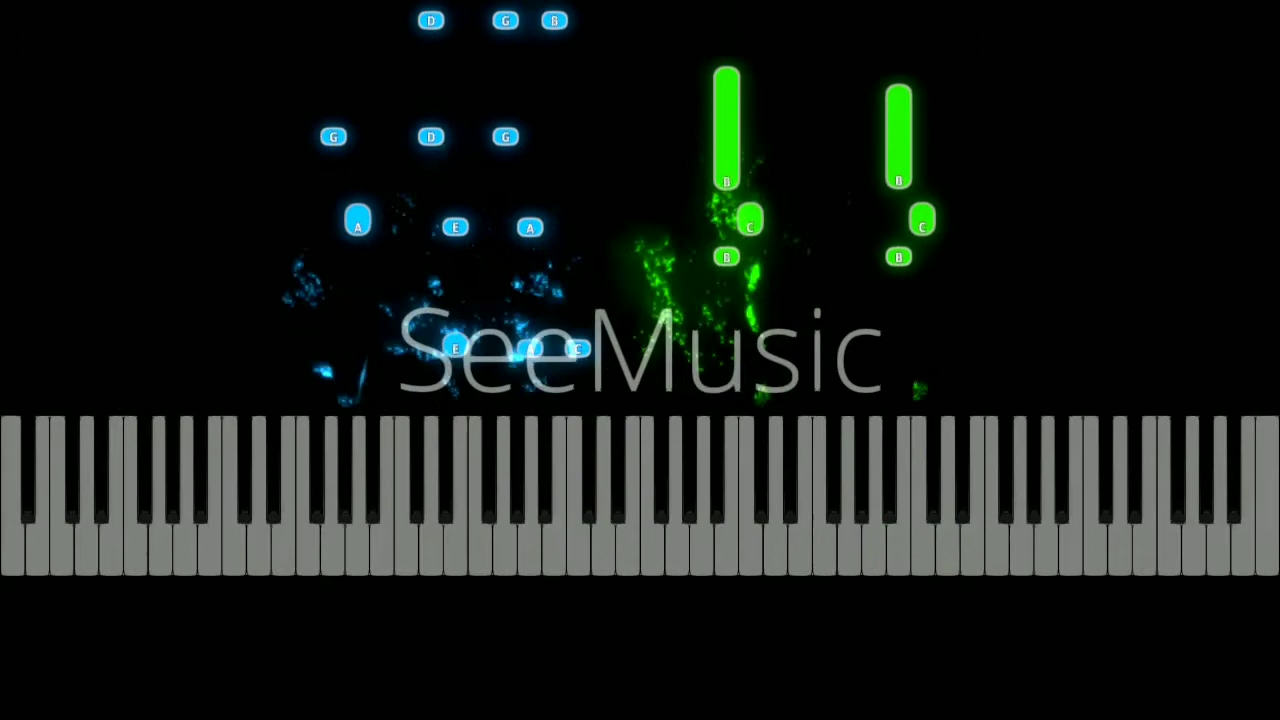 D G B
G D G
B B
A E A C C
B B
E A C
SeeMusic